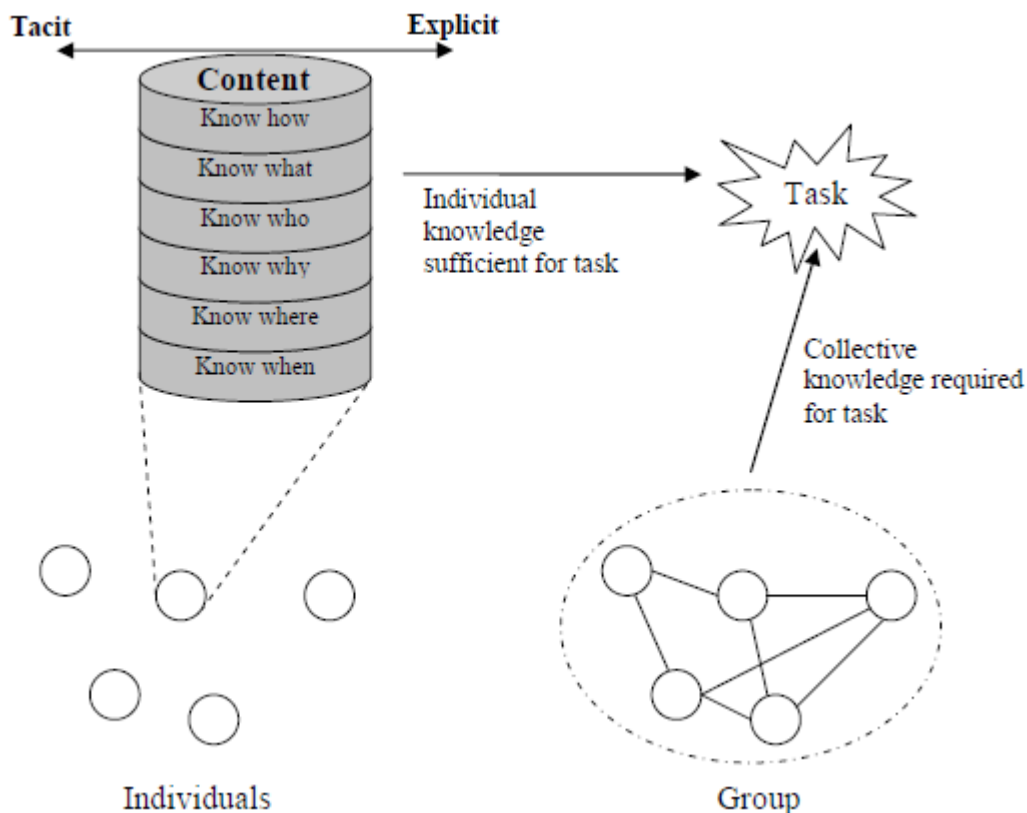 Tacit
Explicit
Content
Know how
Know what
Know who
Know why
Know where
Know when
Individual
knowledge
sufficient for task
Task
Collective
knowledge required
for task
Individuals
Group